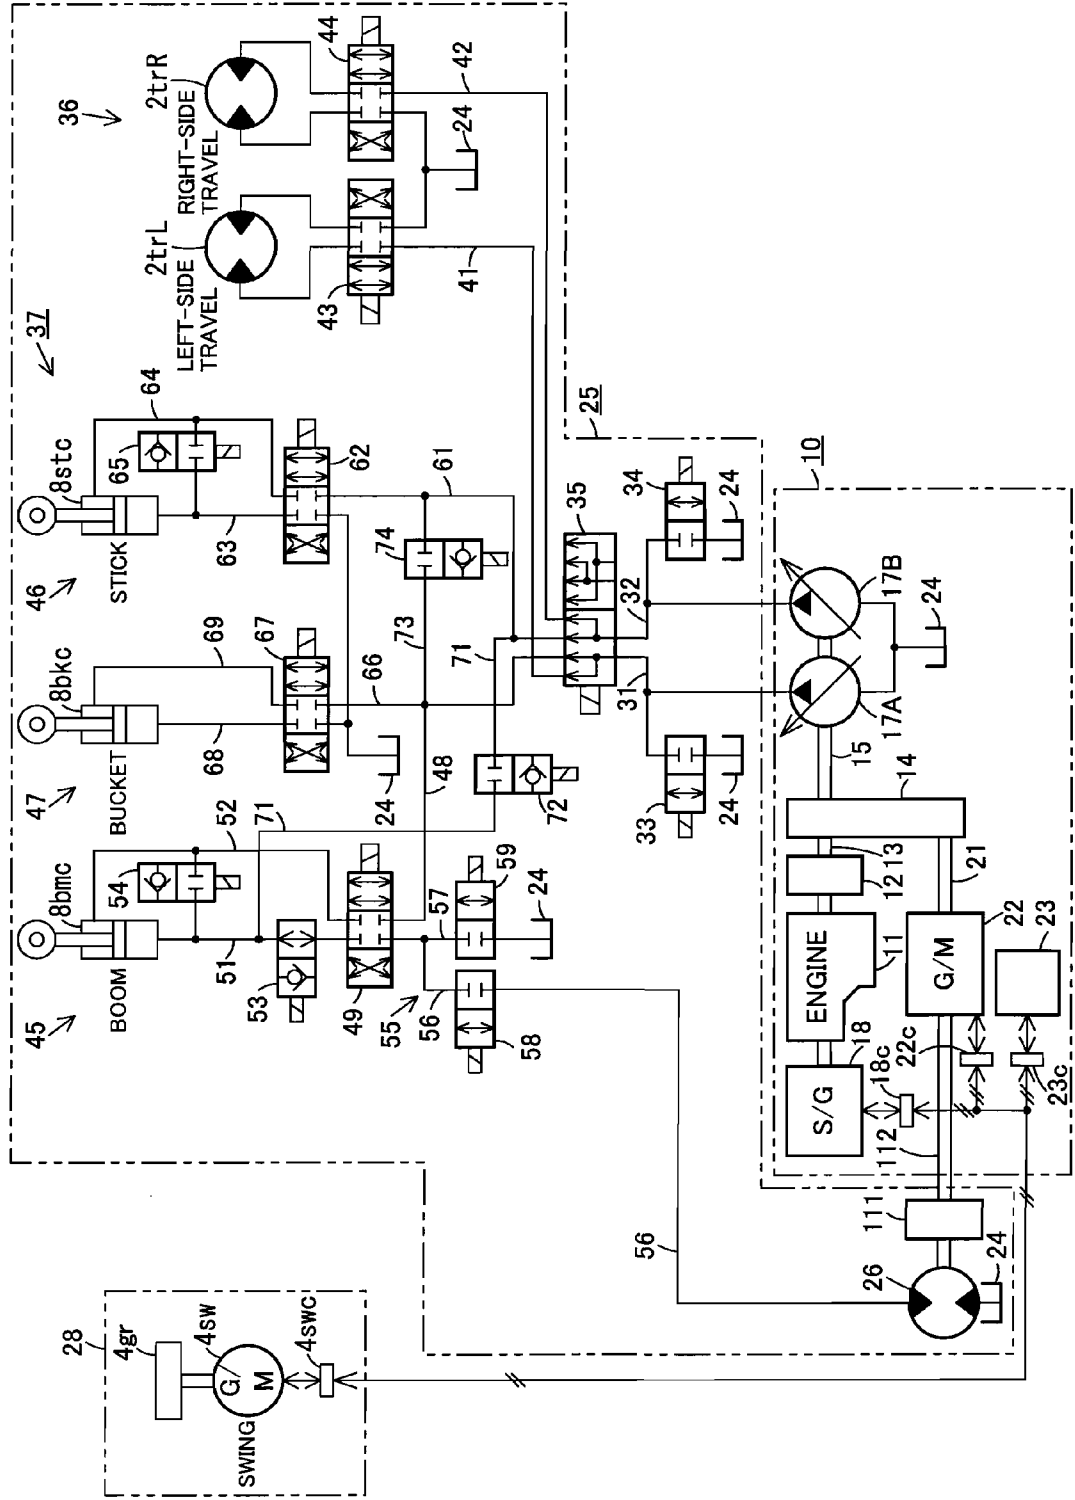 36
2trR
RIGHT-SIDE
TRAVEL
44
42
24
2trL
LEFT-SIDE
TRAVEL
43
41
37
64
65
8stc
46
STICK
63
62
61
74
73
25
34
35
24
32
31
10
17B
24
17A
15
14
33
24
69
8bkc
47
BUCKET
68
67
66
24
71
48
72
71
52
54
8bmc
45
BOOM
51
53
49
55
56
57
59
24
58
13
12
21
ENGINE
11
G/M
22
23
22c
23c
18
S/G
18c
112
111
56
26
24
28
4gr
4sw
G
M
4swc
SWING